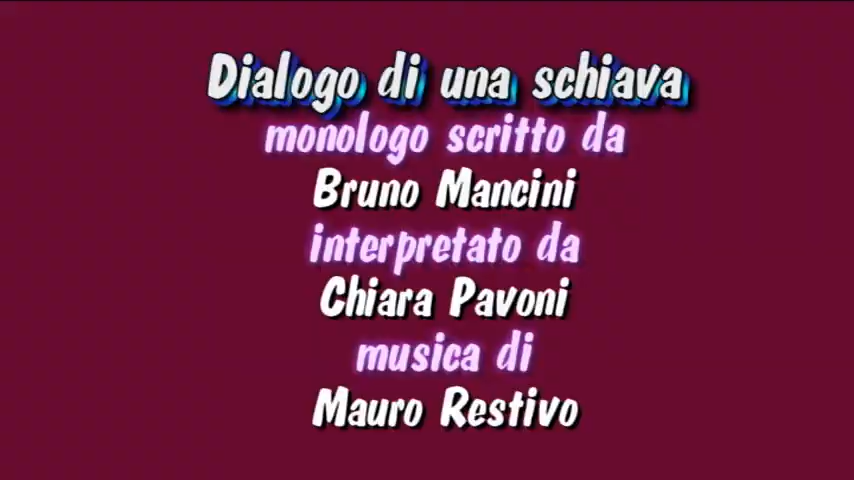 Dialogo di una schiava
monologo scritto da
Bruno Mancini
interpretato da
Chiara Pavoni
musica di
Mauro Restivo